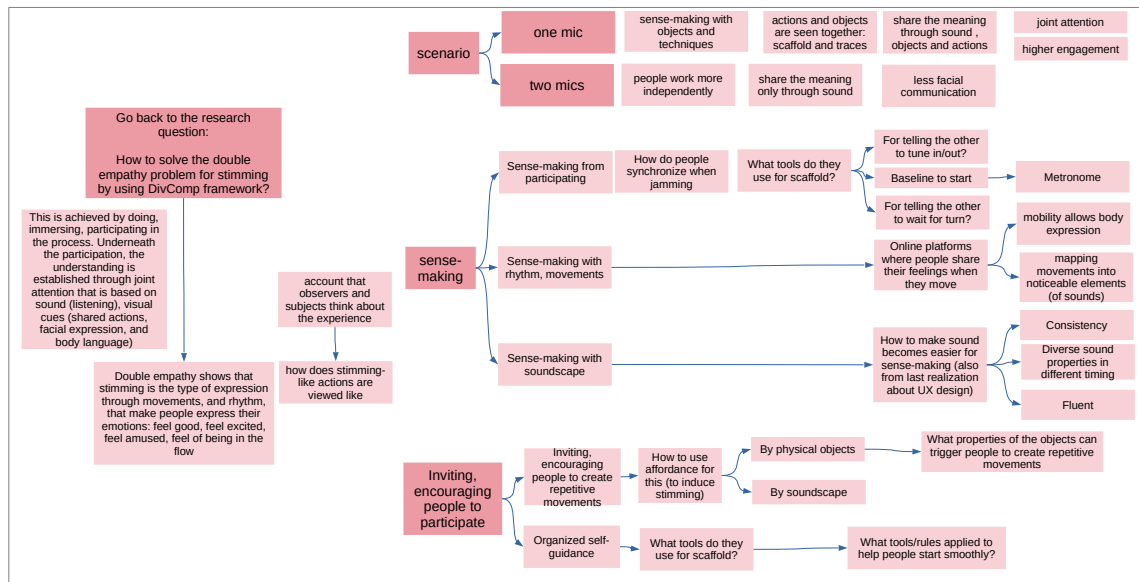 scenario
one mic
sense-making with
objects and
techniques
actions and objects
are seen together:
scaffold and traces
share the meaning
through sound ,
objects and actions
joint attention
higher engagement
two mics
people work more
independently
share the meaning
only through sound
less facial
communication
Go back to the research
question:
How to solve the double
empathy problem for stimming
by using DivComp framework?
This is achieved by doing,
immersing, participating
in the process. Underneath
the participation, the
understanding is
established through joint
attention that is based on
sound (listening), visual
cues (shared actions,
facial expression, and
body language)
Double empathy shows that
stimming is the type of expression
through movements, and rhythm,
that make people express their
emotions: feel good, feel excited,
feel amused, feel of being in the
flow
account that
observers and
subjects think about
the experience
how does stimming-
like actions are
viewed like
sense-
making
Sense-making from
participating
How do people
synchronize when
jamming
What tools do they
use for scaffold?
For telling the other
to tune in/out?
Baseline to start
Metronome
For telling the other
to wait for turn?
Sense-making with
rhythm, movements
Online platforms
where people share
their feelings when
they move
mobility allows body
expression
mapping
movements into
noticeable elements
(of sounds)
Sense-making with
soundscape
How to make sound
becomes easier for
sense-making (also
from last realization
about UX design)
Consistency
Diverse sound
properties in
different timing
Fluent
Inviting,
encouraging
people to
participate
Inviting,
encouraging
people to create
repetitive
movements
How to use
affordance for
this (to induce
stimming)
By physical objects
What properties of the objects can
trigger people to create repetitive
movements
By soundscape
Organized self-
guidance
What tools do they
use for scaffold?
What tools/rules applied to
help people start smoothly?